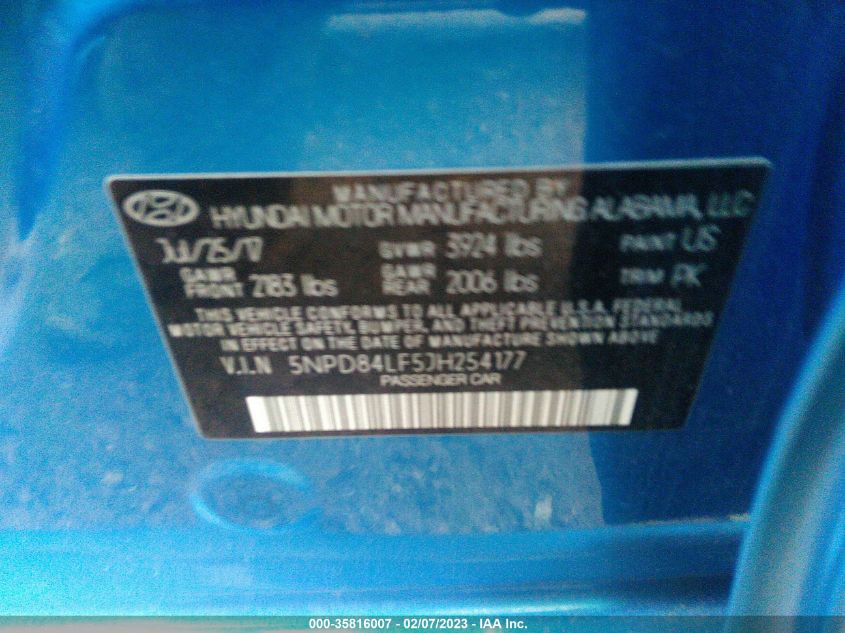 MANUFACTURED BY
HYUNDAI MOTOR MANUFACTURING ALABAMA, LLC
JUL/25/17 GVWR 3924 lbs PAINT US
GAWR FRONT 2183 lbs GAWR REAR 2006 lbs TRIM PK
THIS VEHICLE CONFORMS TO ALL APPLICABLE U.S.A. FEDERAL
MOTOR VEHICLE SAFETY, BUMPER, AND THEFT PREVENTION STANDARDS
IN EFFECT ON THE DATE OF MANUFACTURE SHOWN ABOVE
V.I.N 5NPD84LF5JH254177
PASSENGER CAR
000-35816007 - 02/07/2023 - IAA Inc.